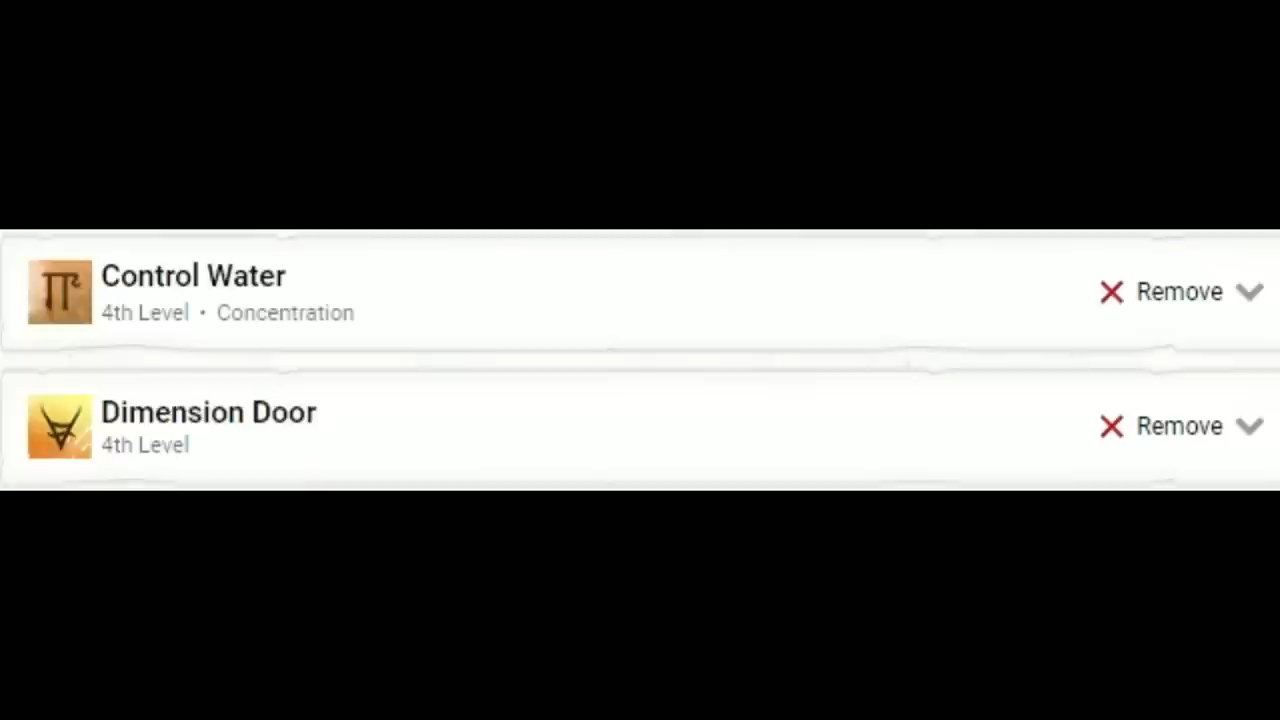 Control Water
4th Level • Concentration
Remove
Dimension Door
4th Level
Remove